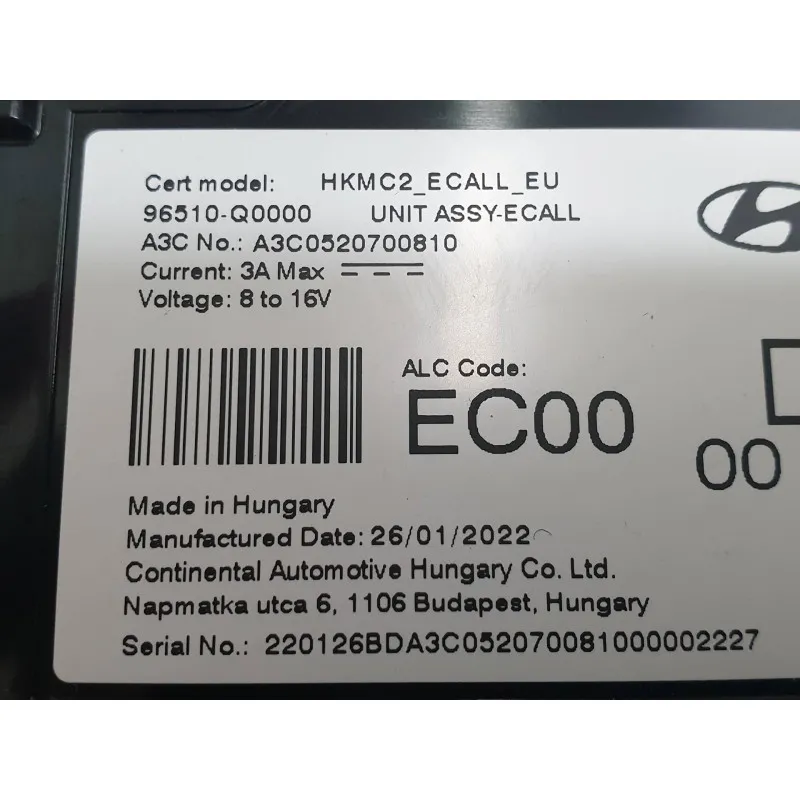 Cert model: HKMC2_ECALL_EU
96510-Q0000 UNIT ASSY-ECALL
A3C No.: A3C0520700810
Current: 3A Max
Voltage: 8 to 16V
ALC Code:
EC00
00
Made in Hungary
Manufactured Date: 26/01/2022
Continental Automotive Hungary Co. Ltd.
Napmatka utca 6, 1106 Budapest, Hungary
Serial No.: 220126BDA3C052070081000002227